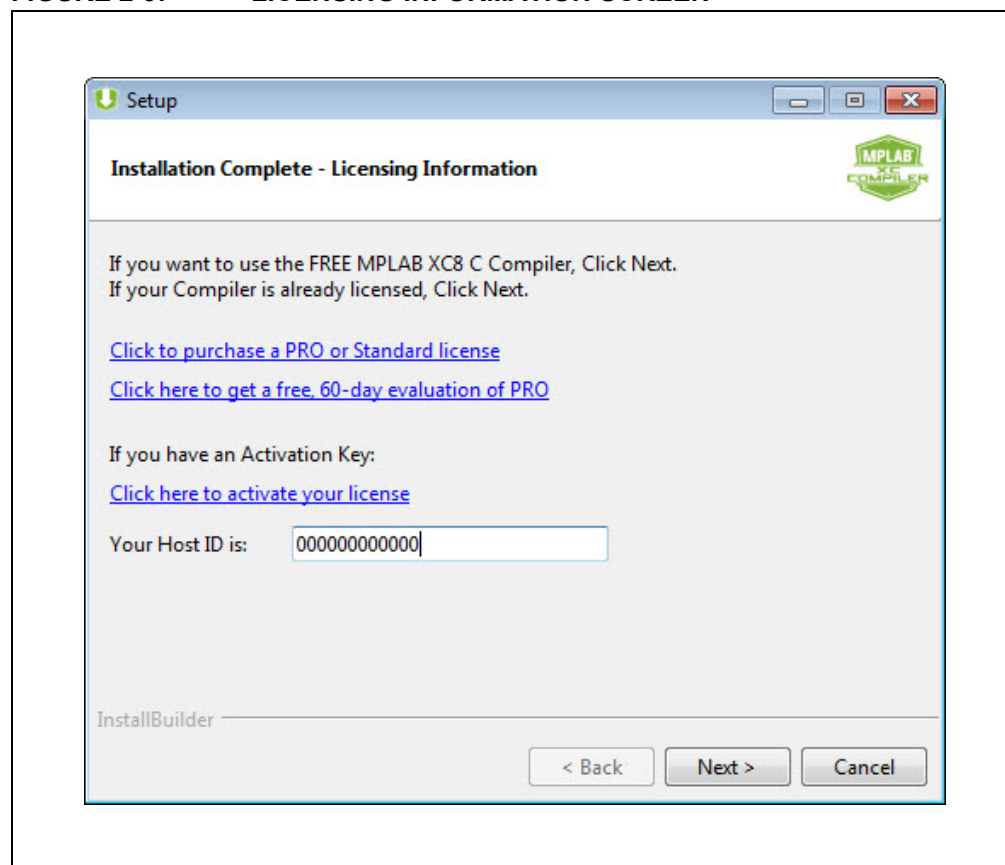 Setup
Installation Complete - Licensing Information
MPLAB
XC
COMPILER
If you want to use the FREE MPLAB XC8 C Compiler, Click Next.
If your Compiler is already licensed, Click Next.
Click to purchase a PRO or Standard license
Click here to get a free, 60-day evaluation of PRO
If you have an Activation Key:
Click here to activate your license
Your Host ID is: 000000000000
InstallBuilder
< Back Next > Cancel